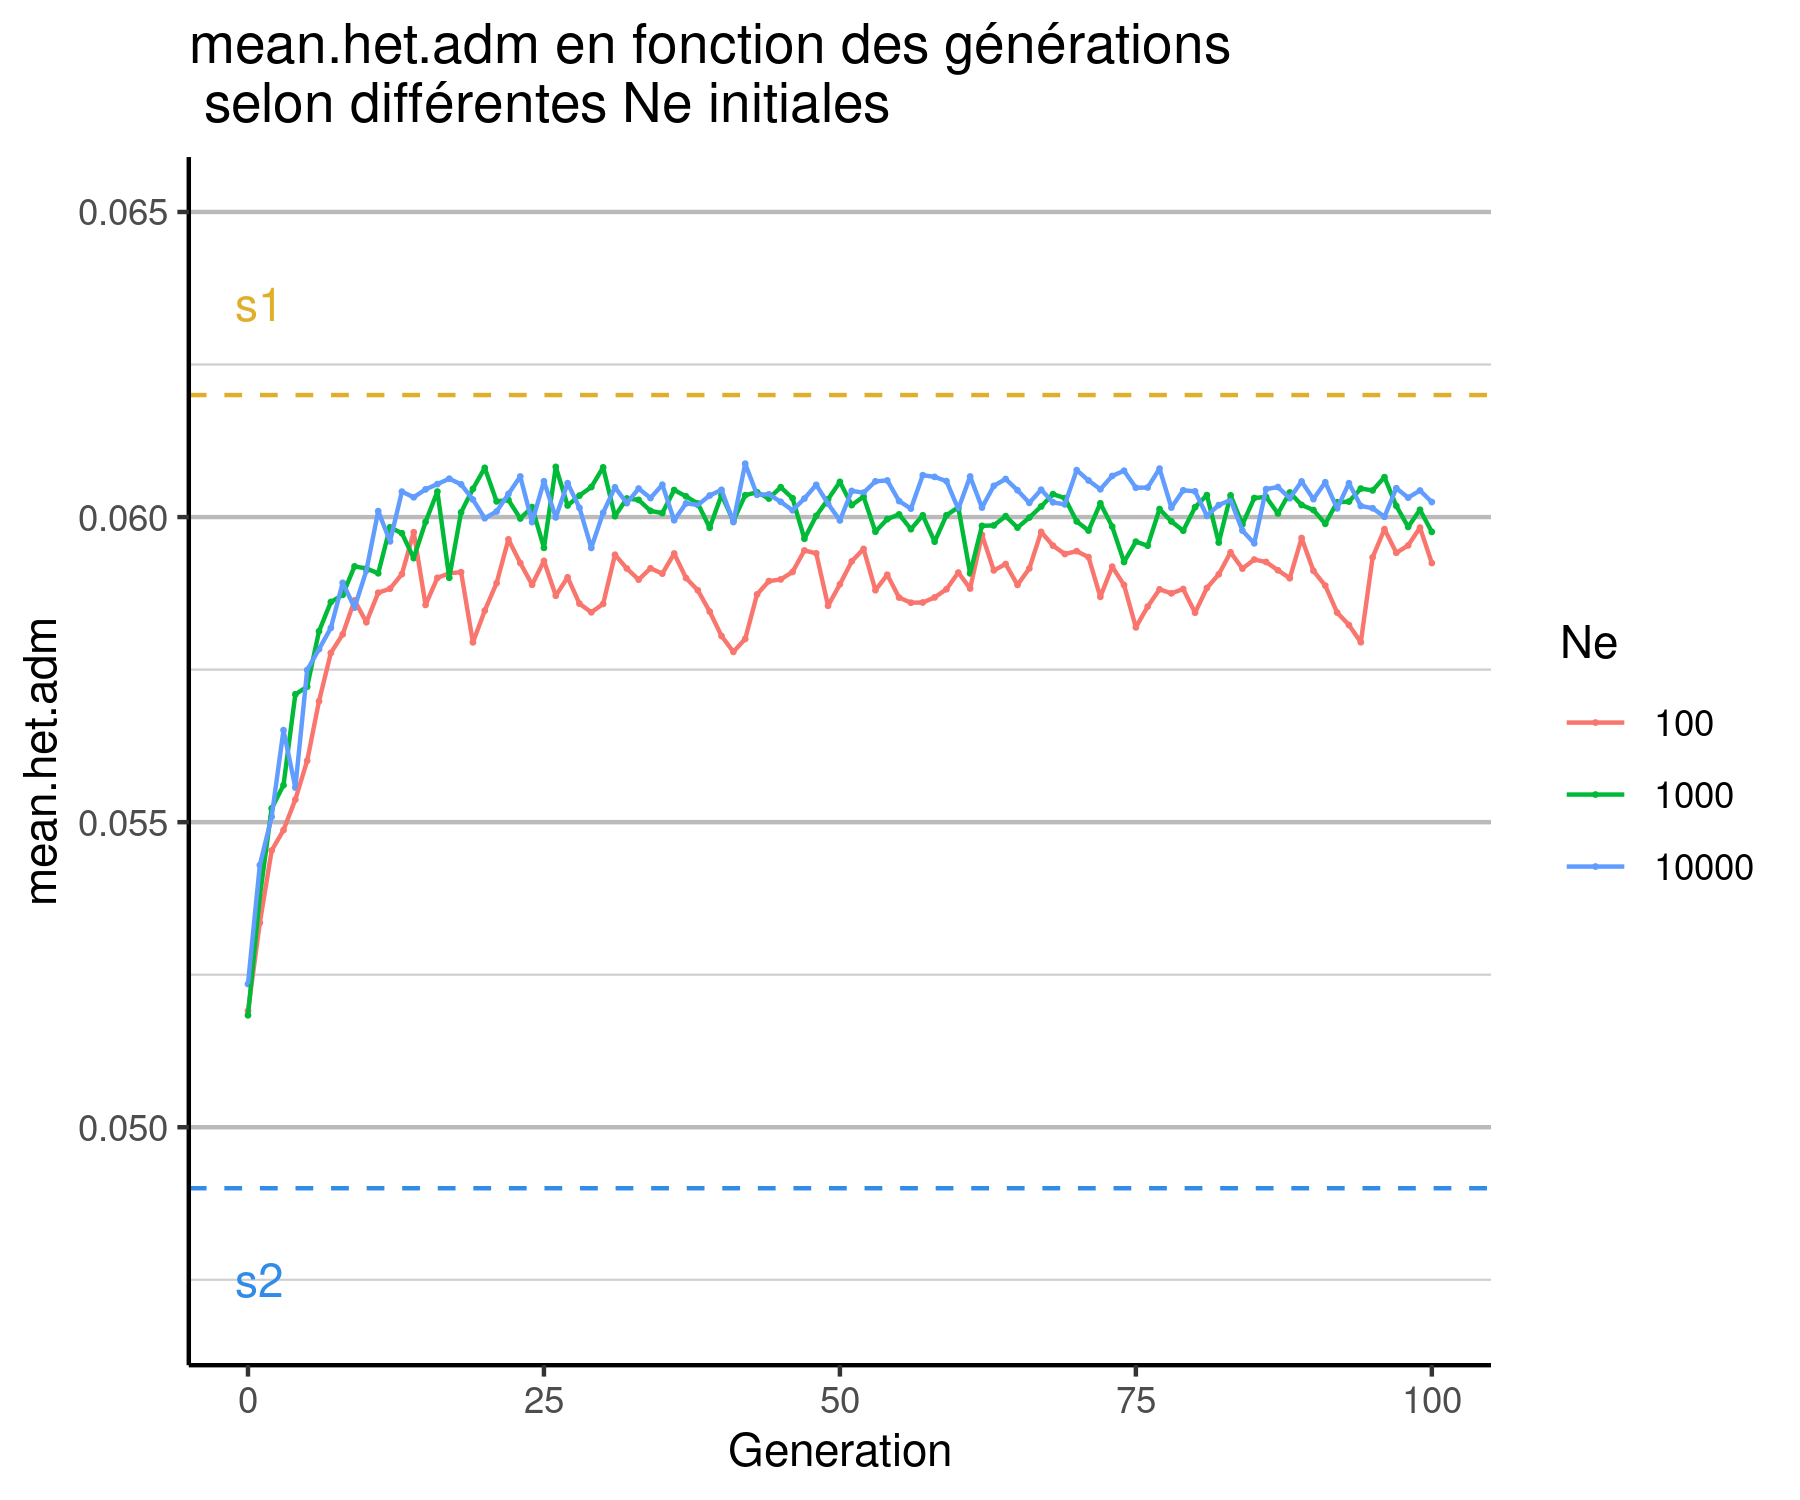 mean.het.adm en fonction des générations
selon différentes Ne initiales
mean.het.adm
0.065
0.060
0.055
0.050
s1
s2
0
25
50
75
100
Generation
Ne
100
1000
10000